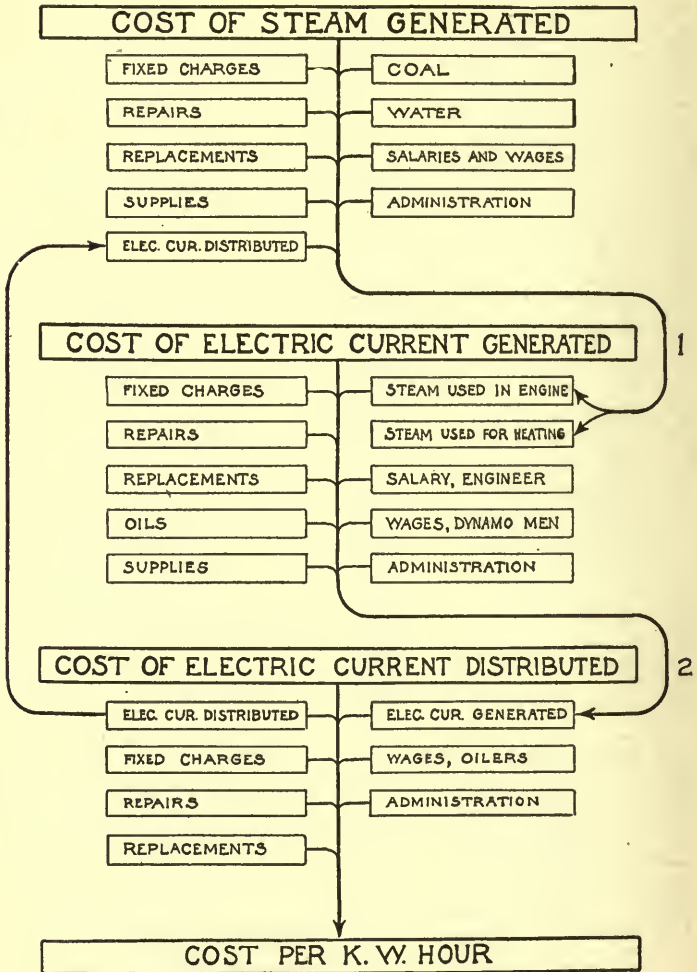 COST OF STEAM GENERATED
FIXED CHARGES
COAL
REPAIRS
WATER
REPLACEMENTS
SALARIES AND WAGES
SUPPLIES
ADMINISTRATION
ELEC. CUR. DISTRIBUTED
COST OF ELECTRIC CURRENT GENERATED
1
FIXED CHARGES
STEAM USED IN ENGINE
REPAIRS
STEAM USED FOR HEATING
REPLACEMENTS
SALARY, ENGINEER
OILS
WAGES, DYNAMO MEN
SUPPLIES
ADMINISTRATION
COST OF ELECTRIC CURRENT DISTRIBUTED
2
ELEC. CUR. DISTRIBUTED
ELEC. CUR. GENERATED
FIXED CHARGES
WAGES, OILERS
REPAIRS
ADMINISTRATION
REPLACEMENTS
COST PER K. W. HOUR